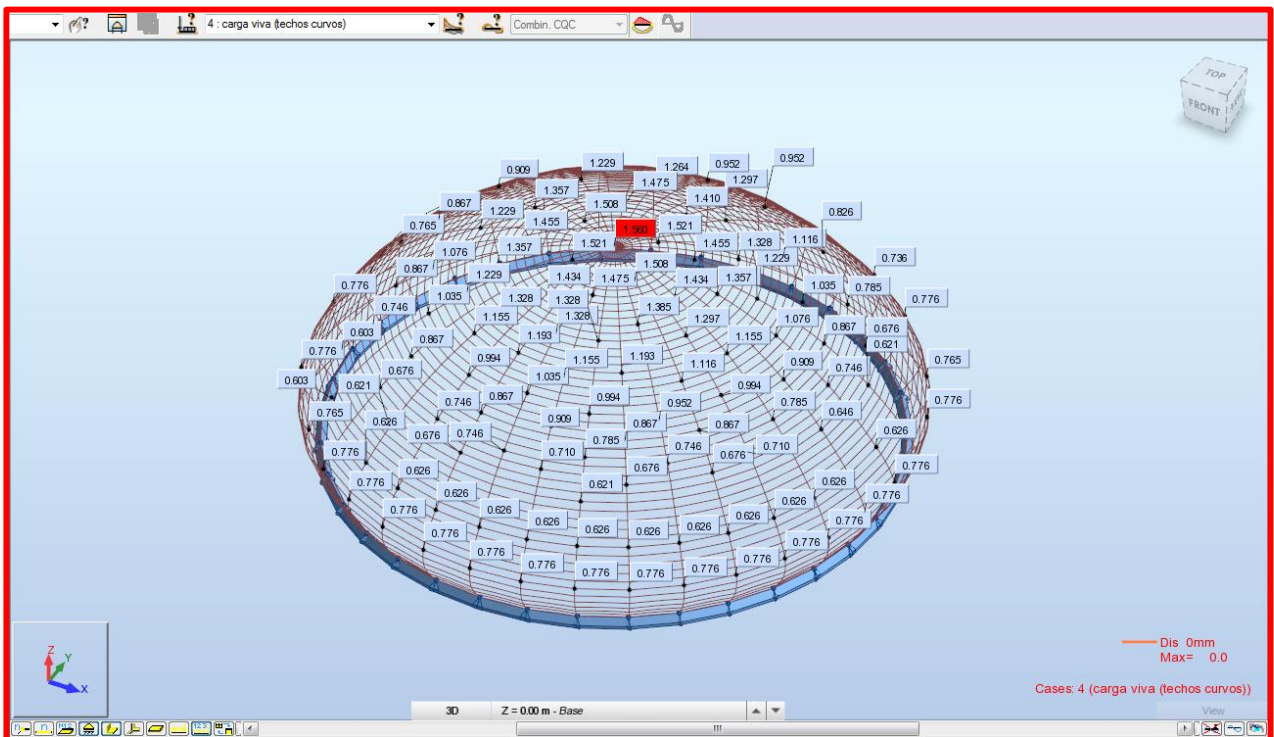 4 : carga viva (techos curvos)
Combin. CQC
TOP
FRONT
0.909 1.229 1.264 0.952 0.952
1.357 1.475 1.297
0.867 1.229 1.508 1.410 0.826
0.765 1.455 1.560 1.521
1.076 1.357 1.521 1.455 1.328 1.116
0.867 1.229 1.508 1.229 0.736
0.776 1.434 1.475 1.434 1.357 1.035 0.785
0.746 1.035 1.328 1.328 1.385 0.776
0.603 1.155 1.328 1.297 1.076 0.867 0.676
0.776 0.867 1.193 1.155 0.621
0.676 0.994 1.155 1.193 1.116 0.909 0.746 0.765
0.603 0.621 1.035 0.994
0.746 0.867 0.994 0.952 0.785 0.776
0.765 0.626 0.909 0.867 0.867 0.646
0.676 0.746 0.785 0.626
0.776 0.710 0.746 0.676 0.710
0.626 0.676 0.776
0.776 0.621 0.626
0.626 0.626 0.776
0.776 0.626 0.626 0.626 0.626 0.626 0.626 0.776
0.776 0.776
0.776 0.776 0.776 0.776 0.776 0.776
Dis 0mm
Max= 0.0
Cases: 4 (carga viva (techos curvos))
Z
Y
X
3D Z = 0.00 m - Base
View